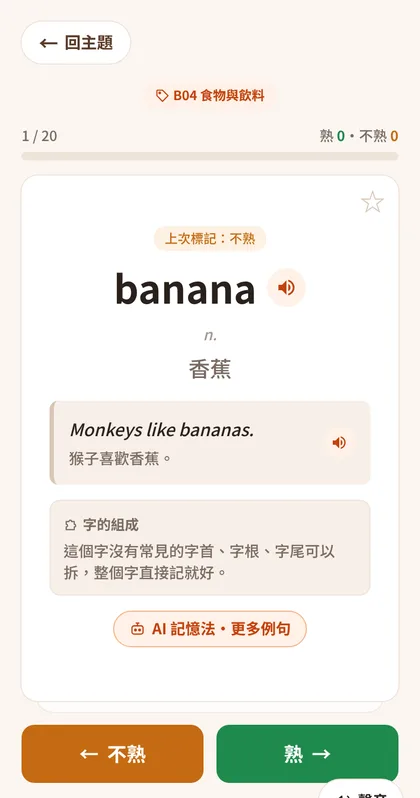 ← 回主題
B04 食物與飲料
1 / 20
熟 0・不熟 0
上次標記：不熟
banana
n.
香蕉
Monkeys like bananas.
猴子喜歡香蕉。
字的組成
這個字沒有常見的字首、字根、字尾可以
拆，整個字直接記就好。
AI 記憶法・更多例句
← 不熟
熟 →